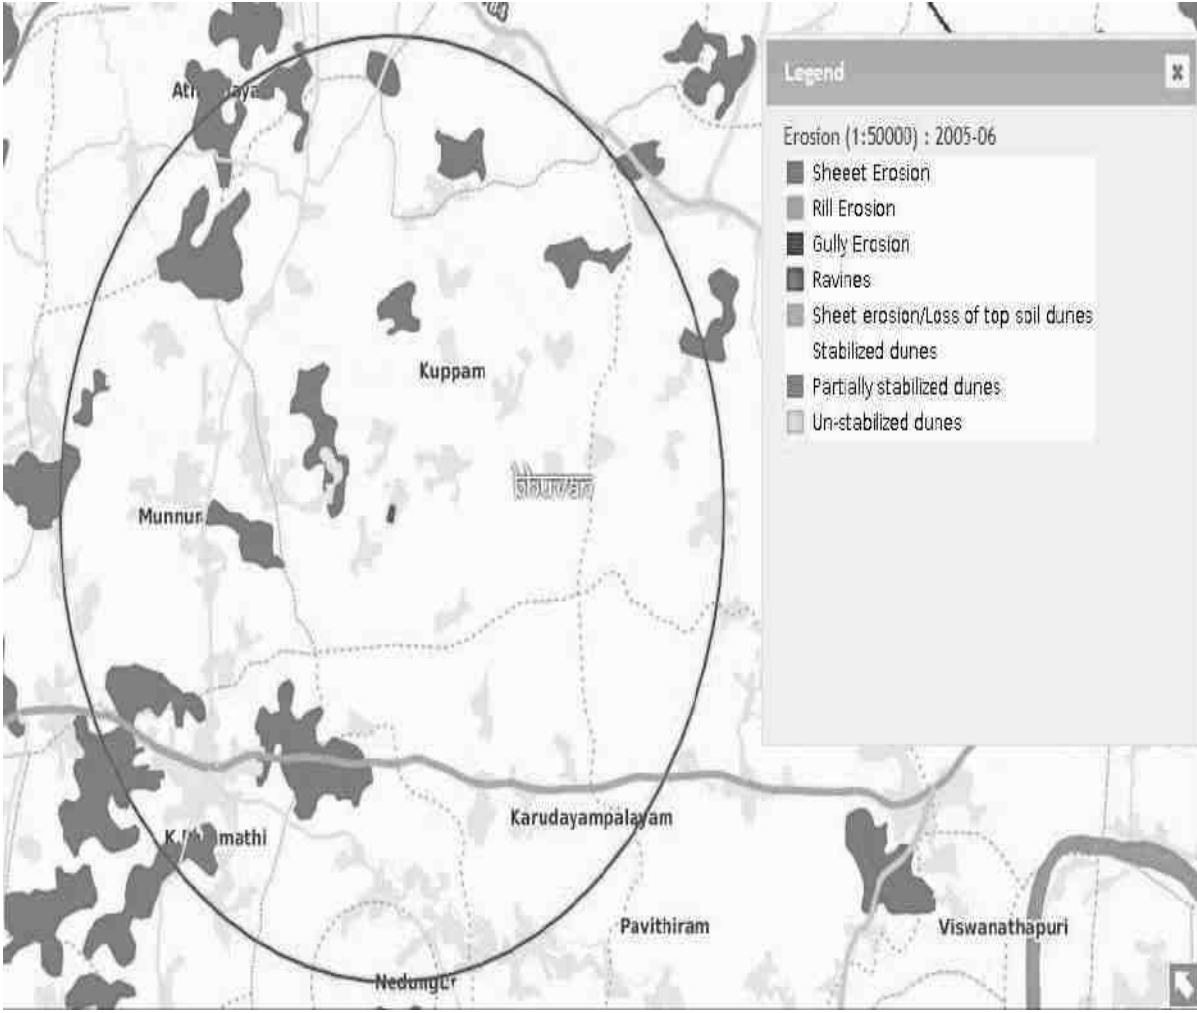 Legend
Erosion (1:50000) : 2005-06
Sheeet Erosion
Rill Erosion
Gully Erosion
Ravines
Sheet erosion/Loss of top soil dunes
Stabilized dunes
Partially stabilized dunes
Un-stabilized dunes
Kuppam
bhuvan
Munnur
Karudayampalayam
Pavithiram
Viswanathapuri